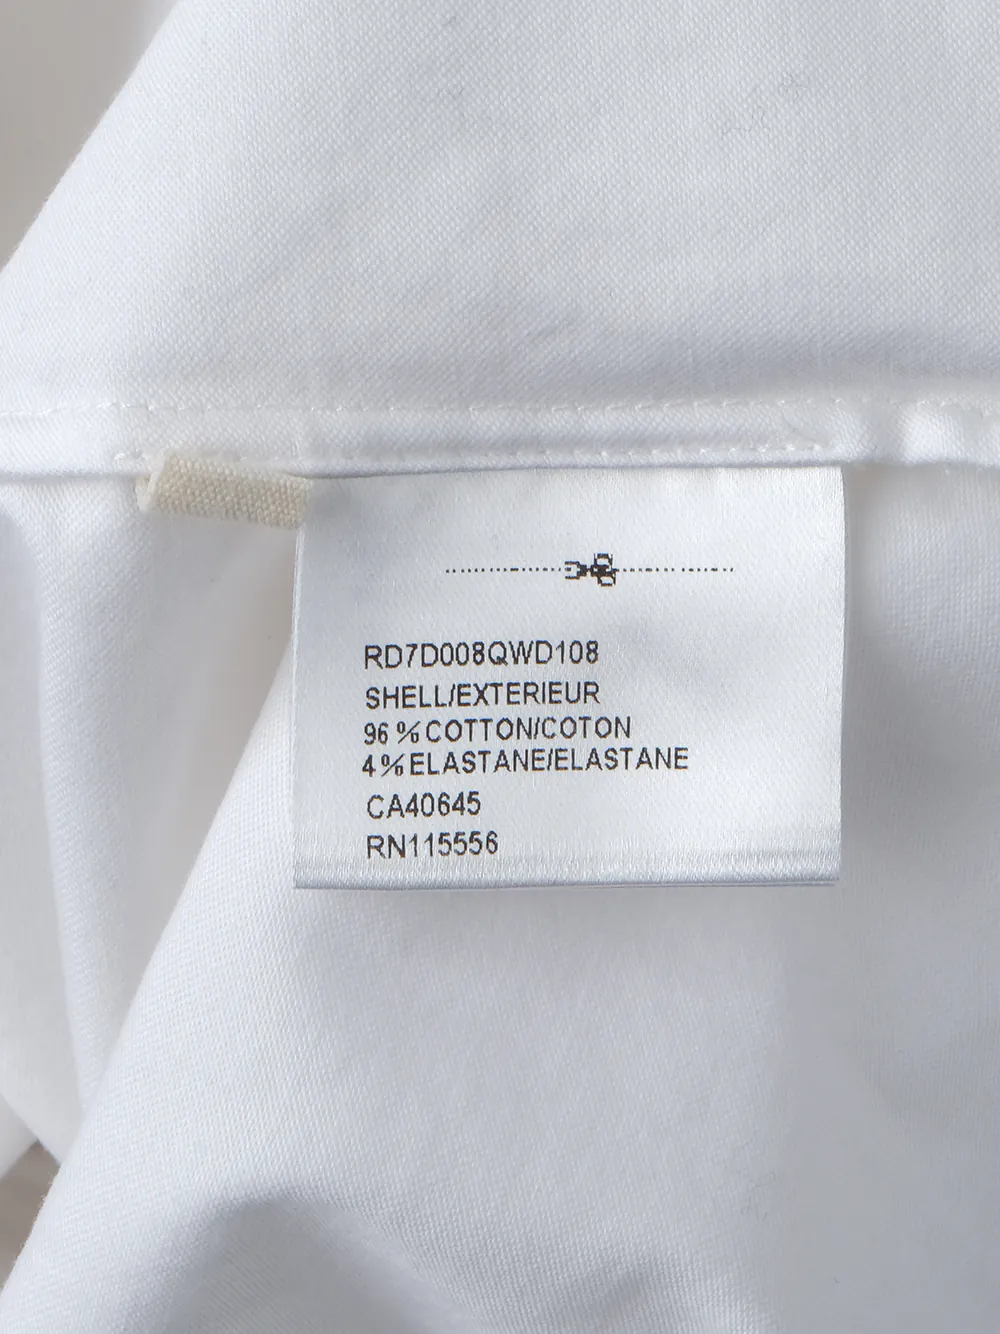 RD7D008QWD108
SHELL/EXTERIEUR
96 % COTTON/COTON
4% ELASTANE/ELASTANE
CA40645
RN115556